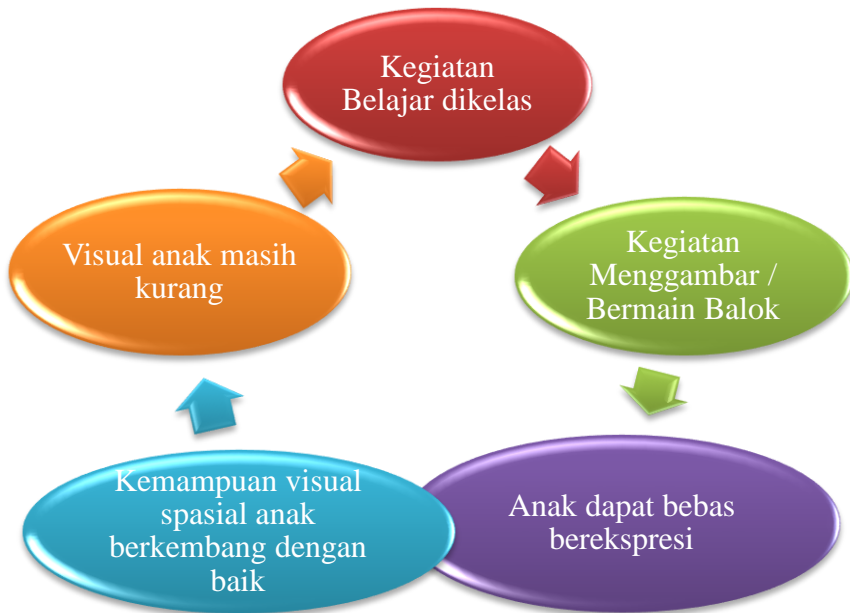 Kegiatan
Belajar dikelas
Visual anak masih
kurang
Kegiatan
Menggambar /
Bermain Balok
Kemampuan visual
spasial anak
berkembang dengan
baik
Anak dapat bebas
berekspresi